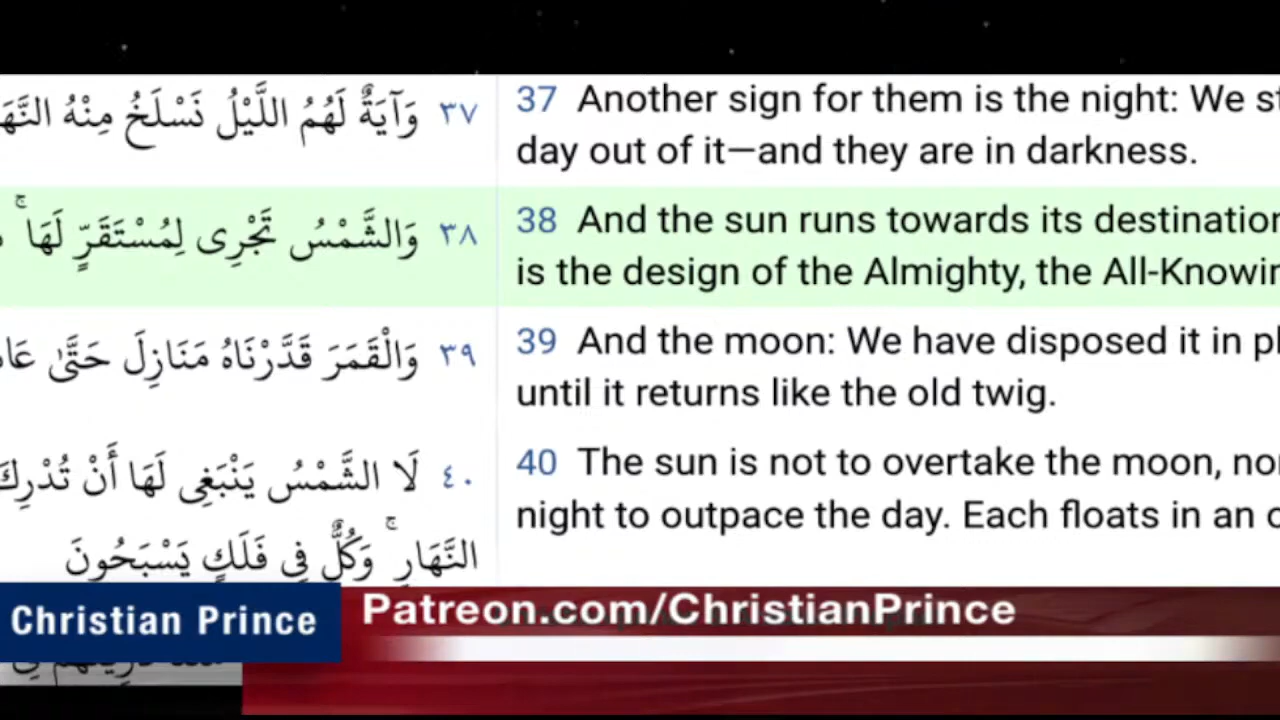 وَآيَةٌ لَهُمُ اللَّيْلُ نَسْلَخُ مِنْهُ ٣٧
37 Another sign for them is the night: We
day out of it—and they are in darkness.
وَالشَّمْسُ تَجْرِى لِمُسْتَقَرٍّ لَهَا ۚ ٣٨
38 And the sun runs towards its destination
is the design of the Almighty, the
وَالْقَمَرَ قَدَّرْنَاهُ مَنَازِلَ حَتَّىٰ ٣٩
39 And the moon: We have disposed it in
until it returns like the old twig.
لَا الشَّمْسُ يَنْبَغِى لَهَا أَنْ ٤٠
النَّهَارِ ۚ وَكُلٌّ فِى فَلَكٍ يَسْبَحُونَ
40 The sun is not to overtake the moon,
night to outpace the day. Each floats in an
Christian Prince
Patreon.com/ChristianPrince